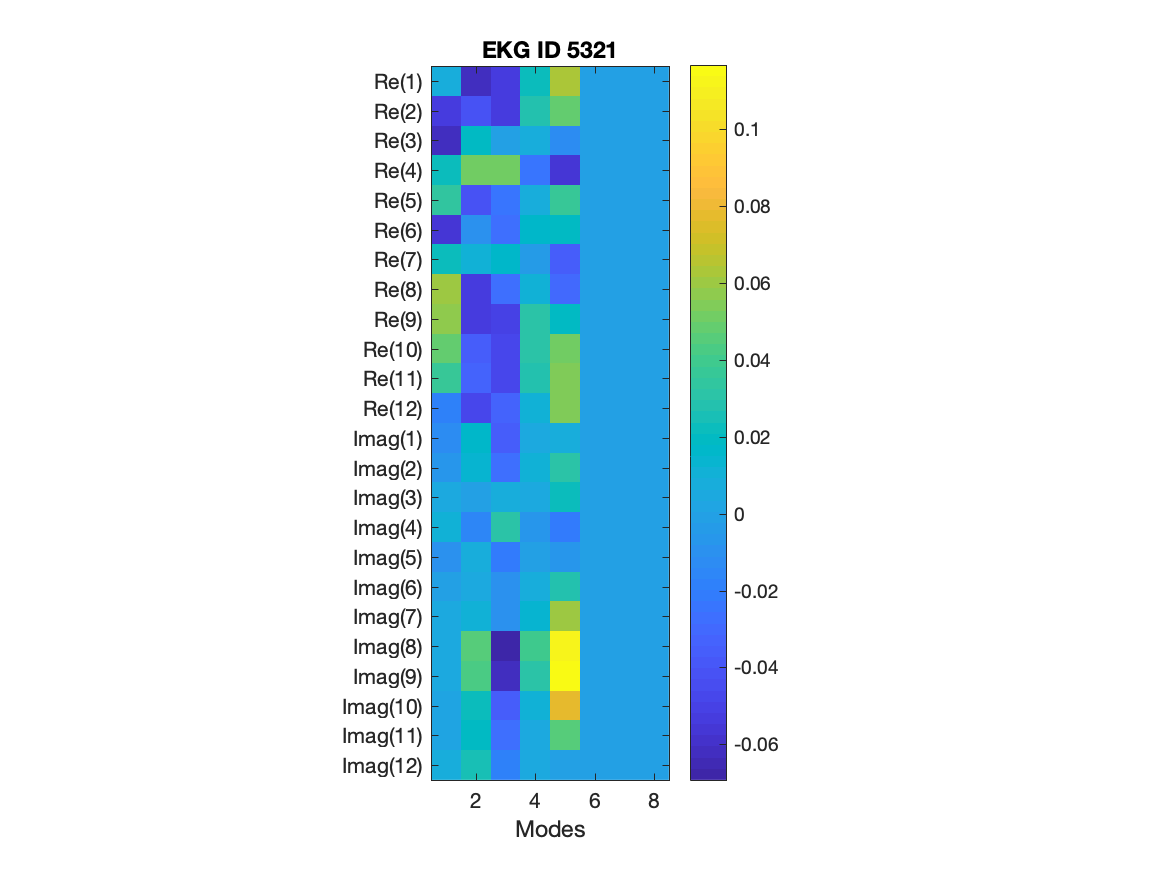 EKG ID 5321
Re(1)
Re(2)
Re(3)
Re(4)
Re(5)
Re(6)
Re(7)
Re(8)
Re(9)
Re(10)
Re(11)
Re(12)
Imag(1)
Imag(2)
Imag(3)
Imag(4)
Imag(5)
Imag(6)
Imag(7)
Imag(8)
Imag(9)
Imag(10)
Imag(11)
Imag(12)
2 4 6 8
Modes
0.1
0.08
0.06
0.04
0.02
0
-0.02
-0.04
-0.06